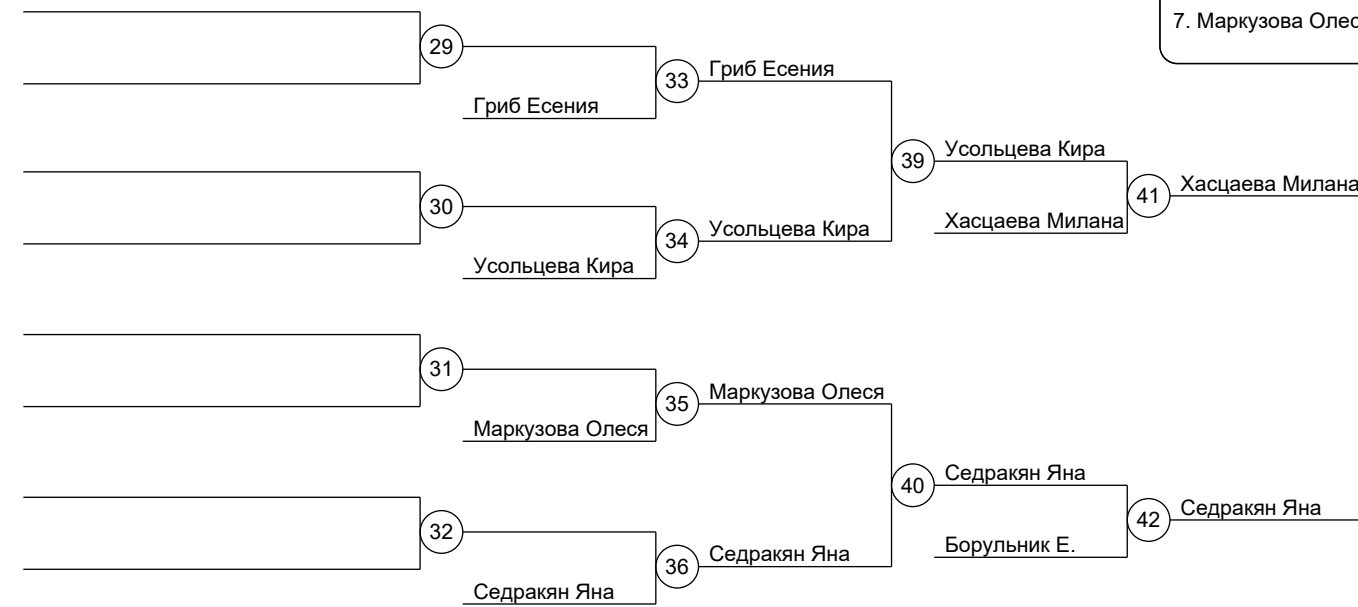 7. Маркузова Олес
29
33
Гриб Есения
Гриб Есения
39
Усольцева Кира
41
Хасцаева Милана
30
34
Усольцева Кира
Хасцаева Милана
Усольцева Кира
31
35
Маркузова Олеся
Маркузова Олеся
40
Седракян Яна
42
Седракян Яна
32
36
Седракян Яна
Борульник Е.
Седракян Яна